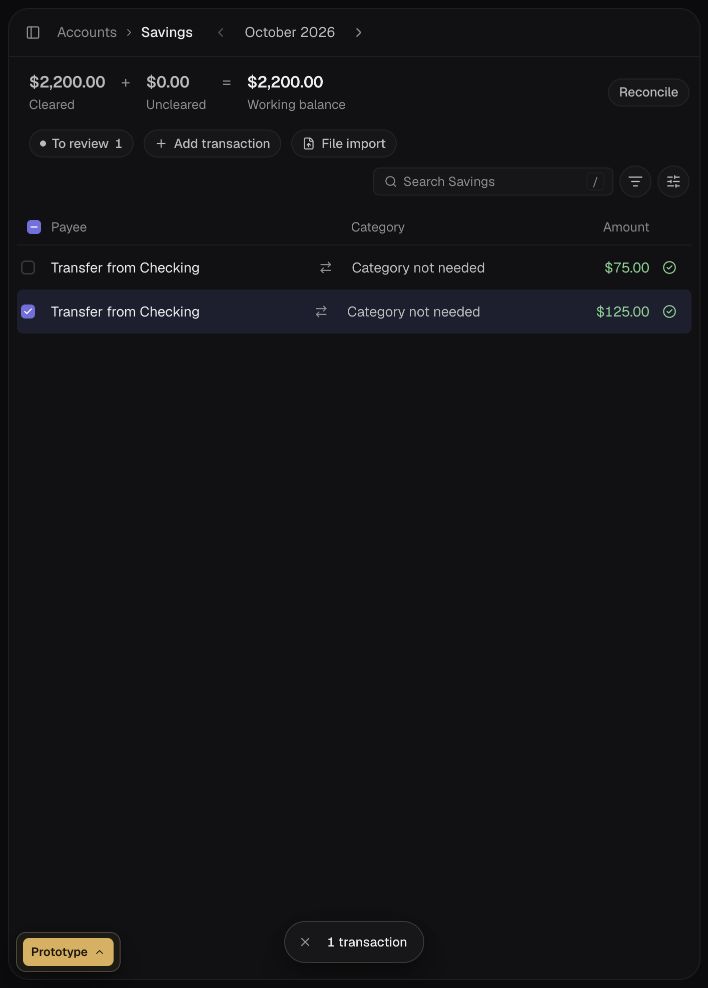 Accounts > Savings < October 2026 >
$2,200.00 + $0.00 = $2,200.00
Cleared Uncleared Working balance
Reconcile
To review 1 + Add transaction File import
Search Savings /
Payee Category Amount
Transfer from Checking Category not needed $75.00
Transfer from Checking Category not needed $125.00
1 transaction
Prototype